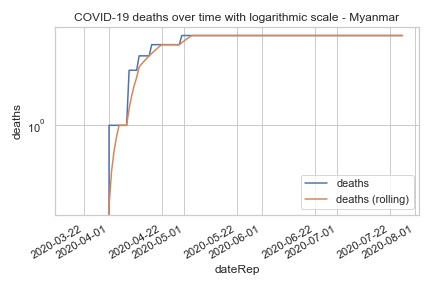 COVID-19 deaths over time with logarithmic scale - Myanmar
deaths
10⁰
deaths
deaths (rolling)
2020-03-22
2020-04-01
2020-04-22
2020-05-01
2020-05-22
2020-06-01
2020-06-22
2020-07-01
2020-07-22
2020-08-01
dateRep